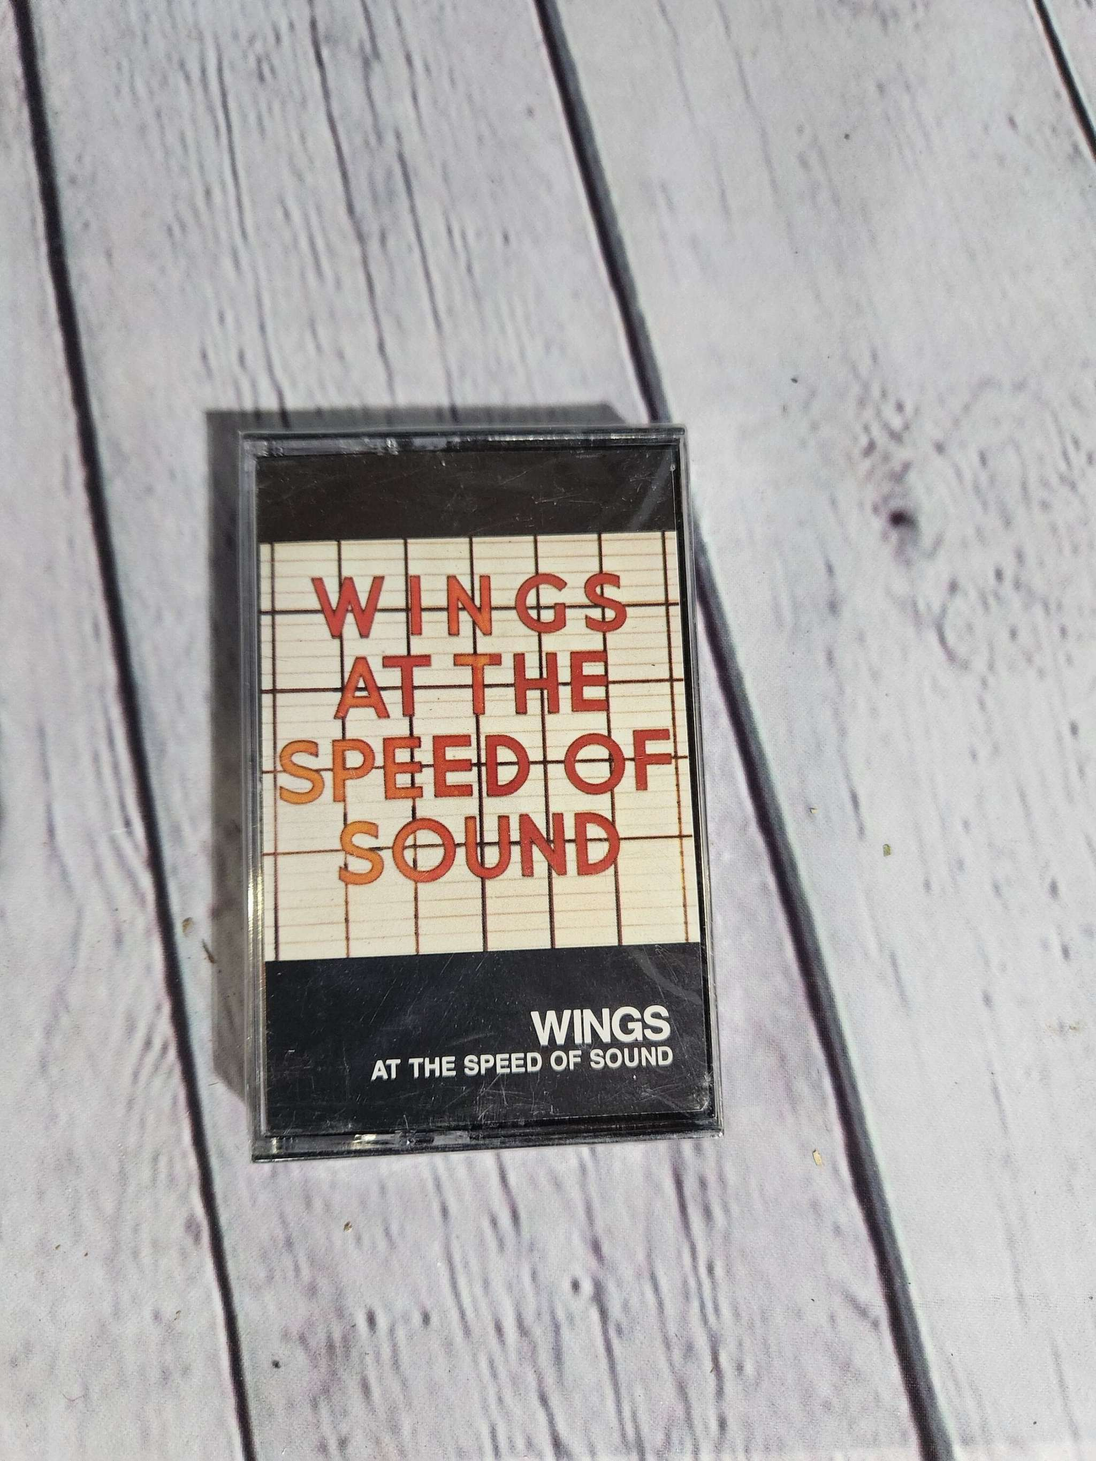 WINGS
AT THE
SPEED OF
SOUND
WINGS
AT THE SPEED OF SOUND